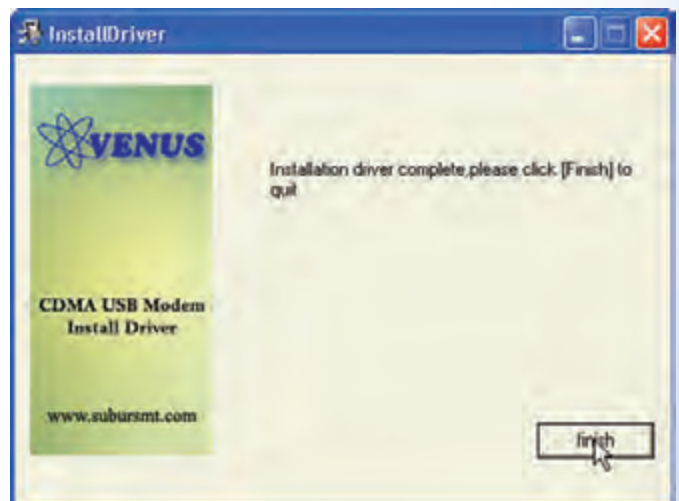 InstallDriver
VENUS
Installation driver complete,please click [Finish] to
quit
CDMA USB Modem
Install Driver
www.subursmt.com
finish